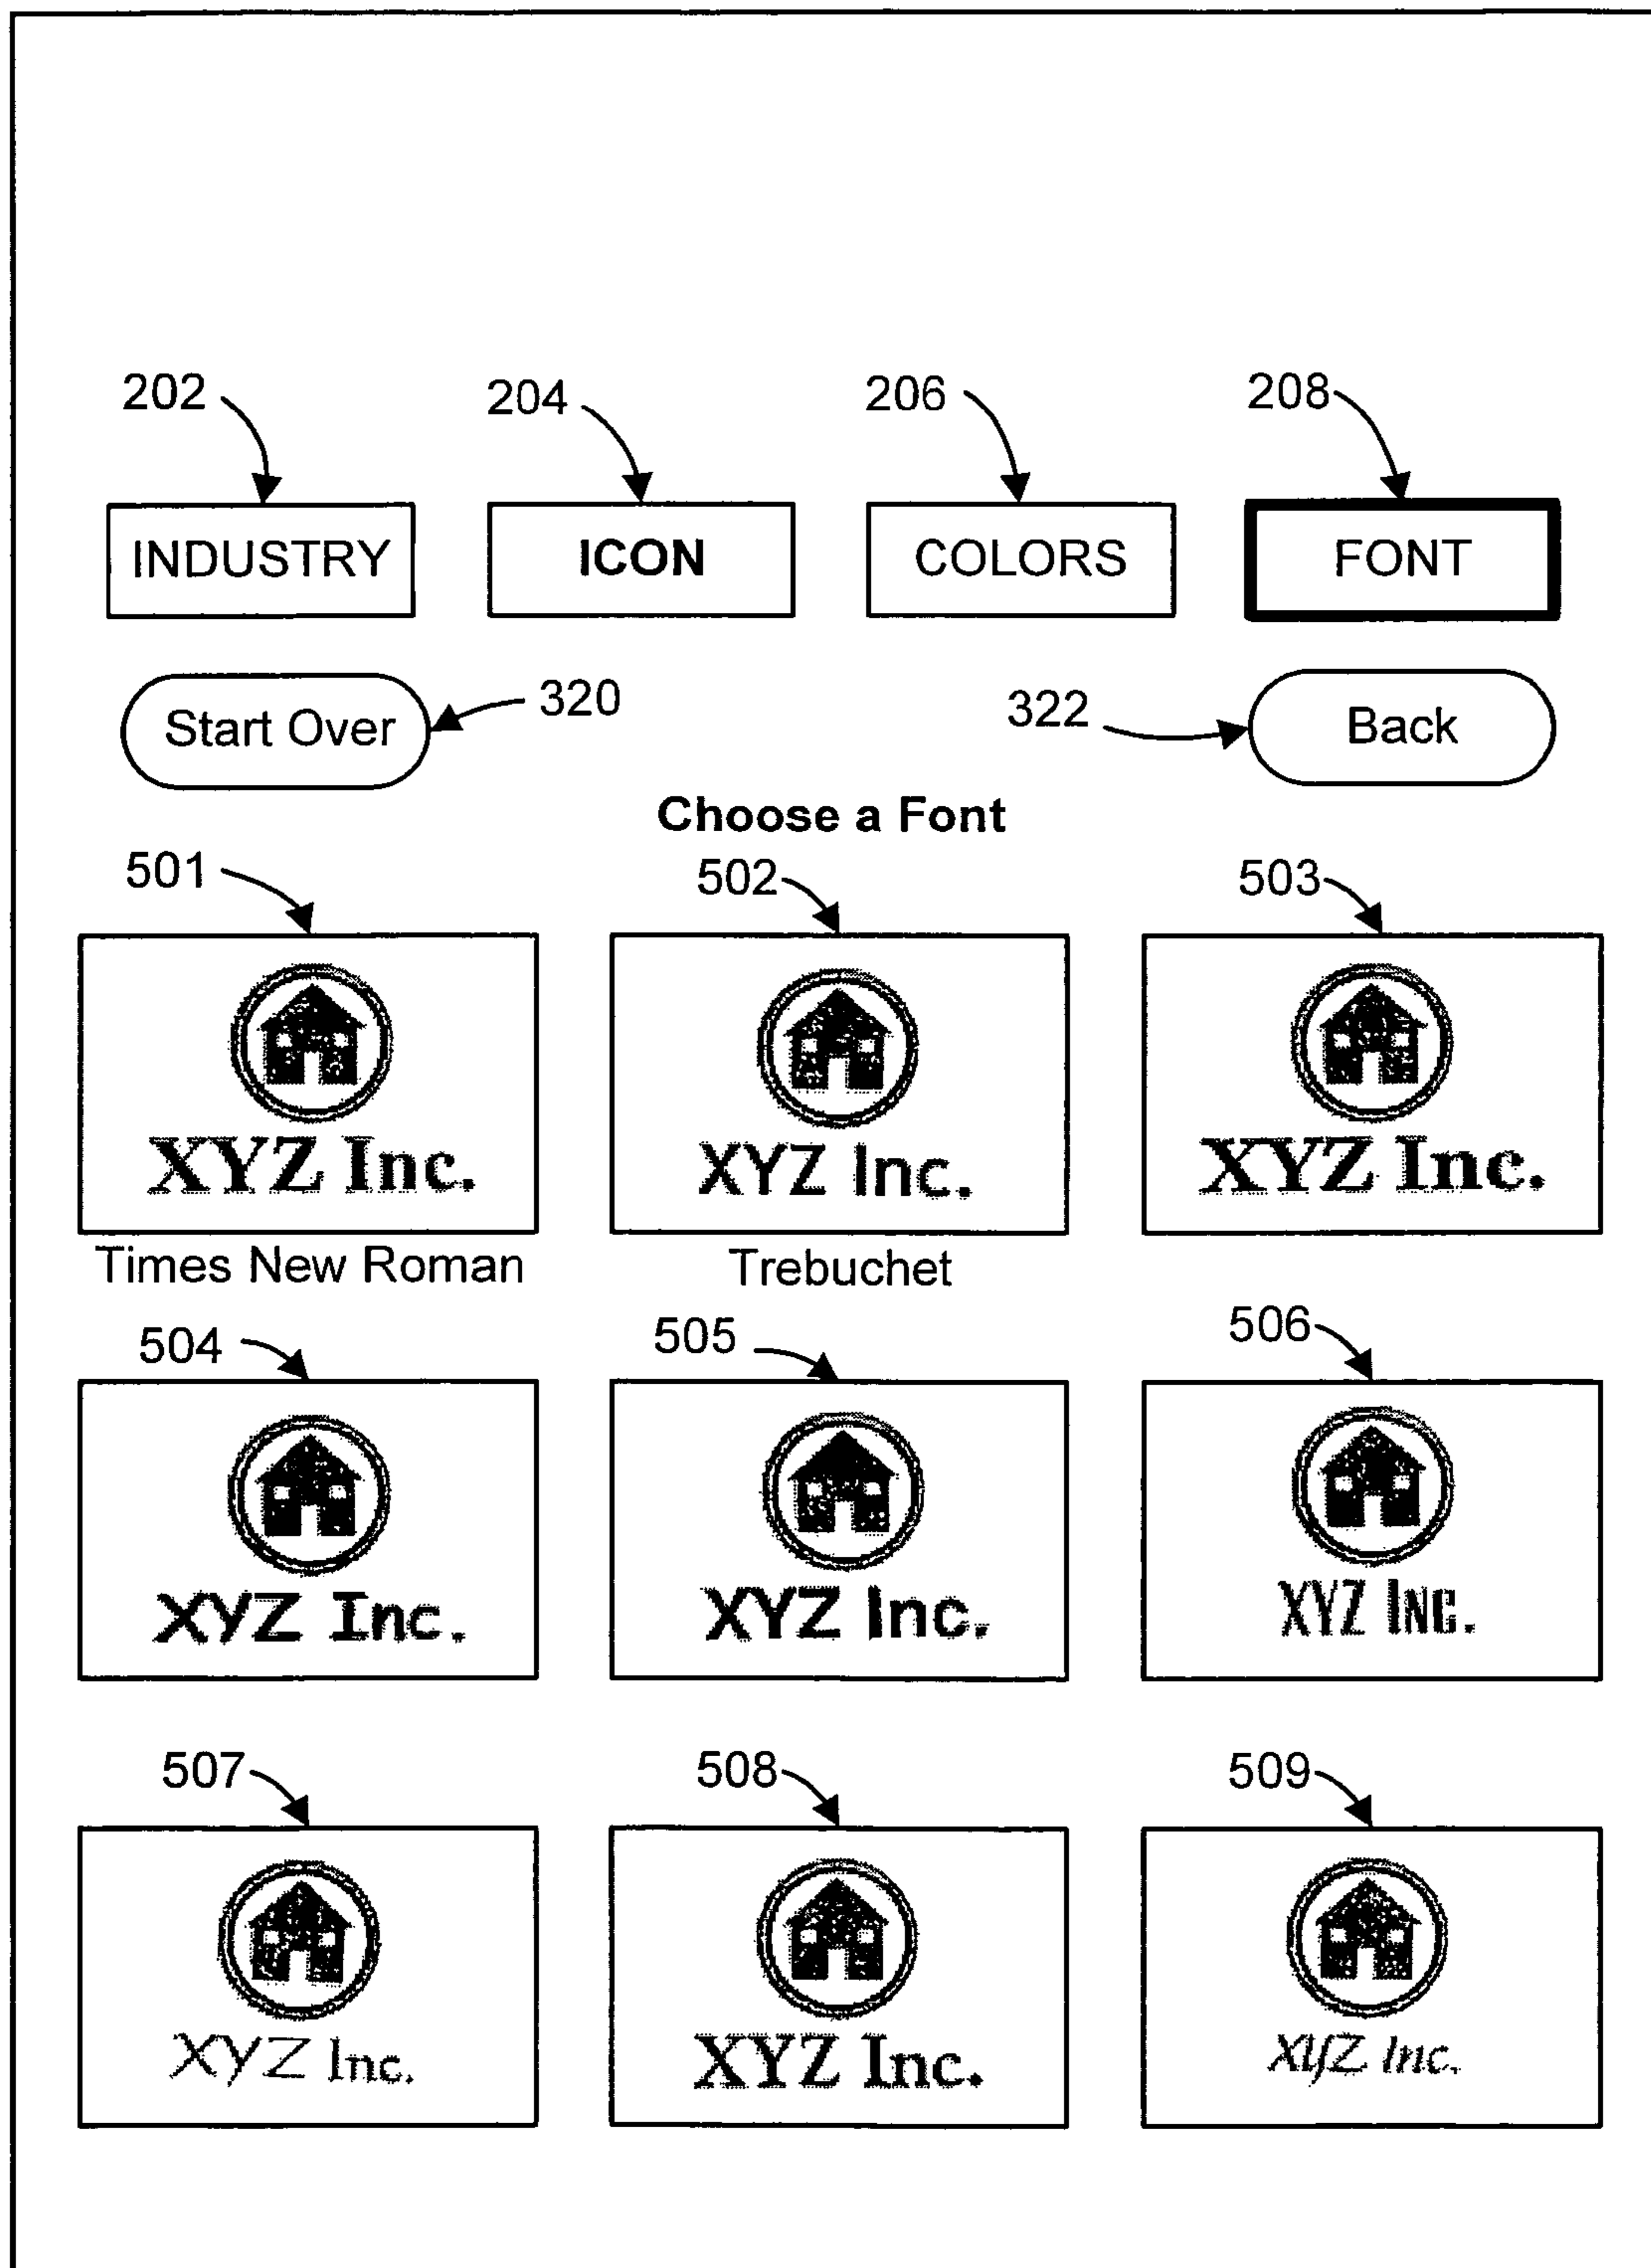 202 204 206 208
INDUSTRY ICON COLORS FONT
Start Over 320 322 Back
Choose a Font
501 502 503
XYZ Inc. XYZ Inc. XYZ Inc.
Times New Roman Trebuchet
504 505 506
XYZ Inc. XYZ Inc. XYZ INC.
507 508 509
XYZ Inc. XYZ Inc. XYZ Inc.